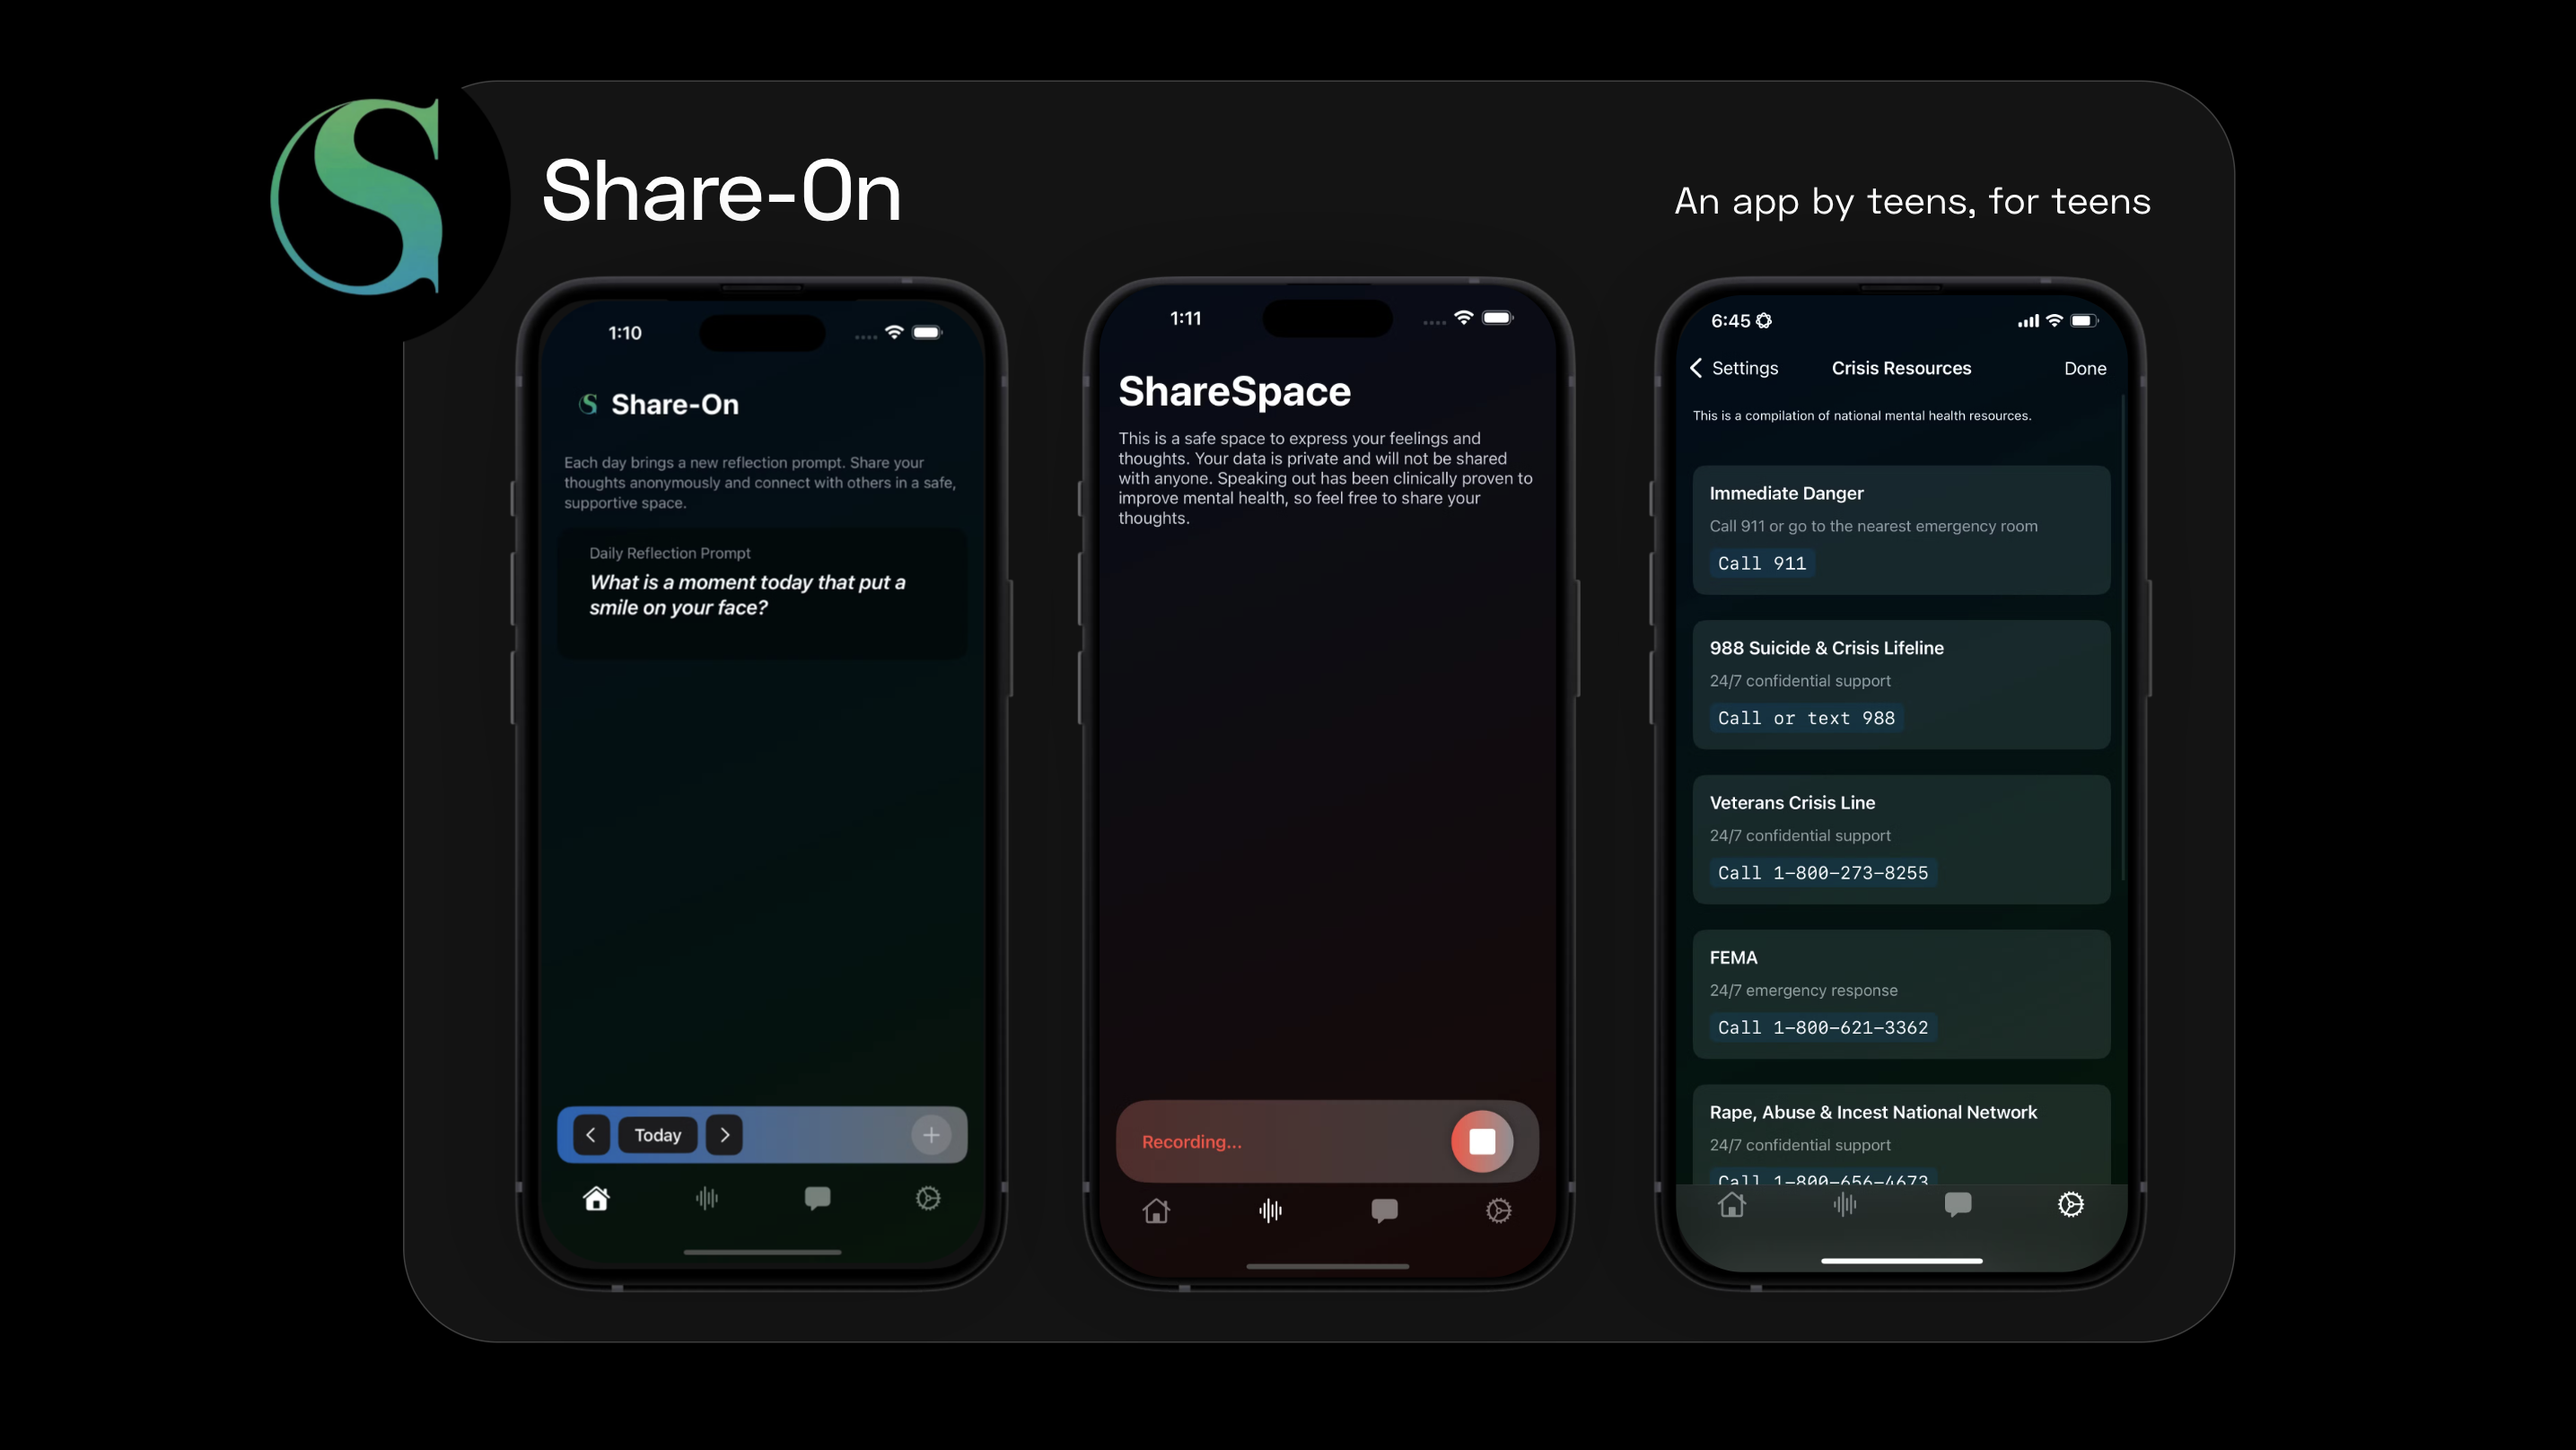 S
Share-On
An app by teens, for teens
1:10
S Share-On
Each day brings a new reflection prompt. Share your
thoughts anonymously and connect with others in a safe,
supportive space.
Daily Reflection Prompt
What is a moment today that put a
smile on your face?
Today
1:11
ShareSpace
This is a safe space to express your feelings and
thoughts. Your data is private and will not be shared
with anyone. Speaking out has been clinically proven to
improve mental health, so feel free to share your
thoughts.
Recording...
6:45
Settings
Crisis Resources
Done
This is a compilation of national mental health resources.
Immediate Danger
Call 911 or go to the nearest emergency room
Call 911
988 Suicide & Crisis Lifeline
24/7 confidential support
Call or text 988
Veterans Crisis Line
24/7 confidential support
Call 1-800-273-8255
FEMA
24/7 emergency response
Call 1-800-621-3362
Rape, Abuse & Incest National Network
24/7 confidential support
Call 1-800-656-4673